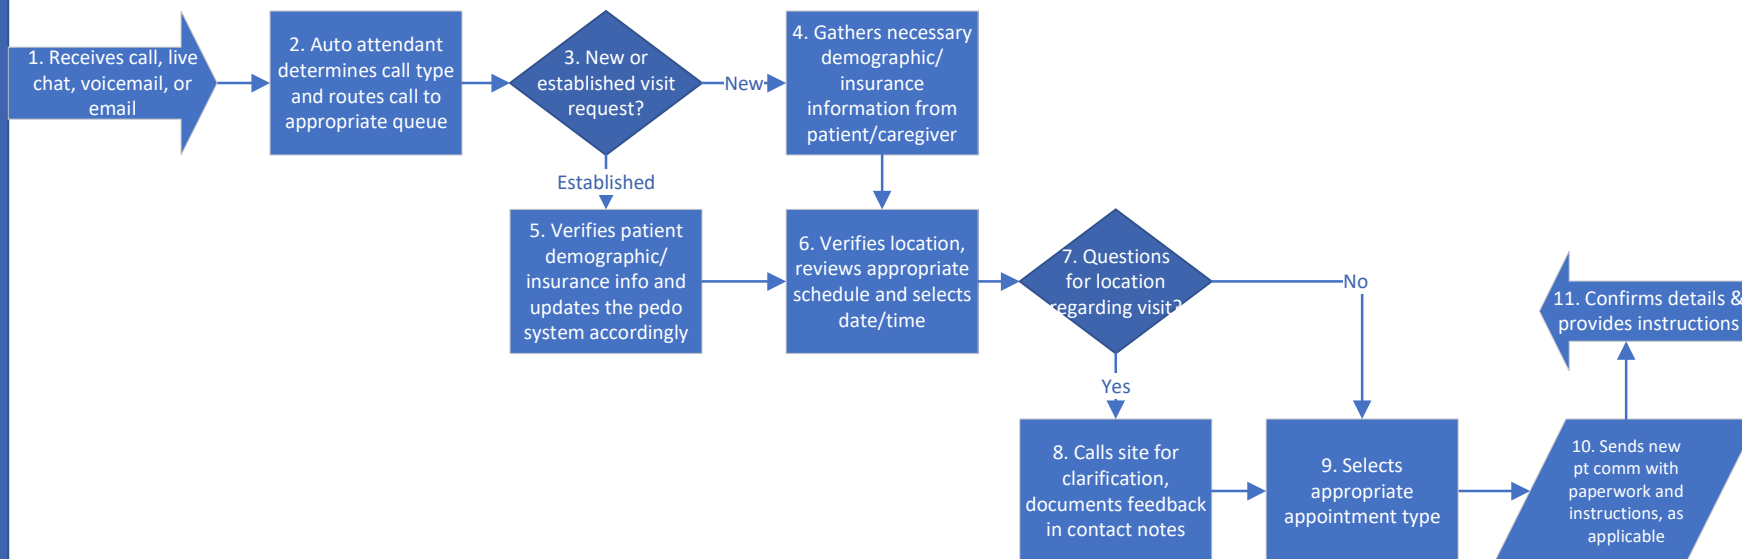 1. Receives call, live
chat, voicemail, or
email
2. Auto attendant
determines call type
and routes call to
appropriate queue
3. New or
established visit
request?
New
4. Gathers necessary
demographic/
insurance
information from
patient/caregiver
Established
5. Verifies patient
demographic/
insurance info and
updates the pedo
system accordingly
6. Verifies location,
reviews appropriate
schedule and selects
date/time
7. Questions
for location
regarding visit?
No
Yes
8. Calls site for
clarification,
documents feedback
in contact notes
9. Selects
appropriate
appointment type
10. Sends new
pt comm with
paperwork and
instructions, as
applicable
11. Confirms details &
provides instructions